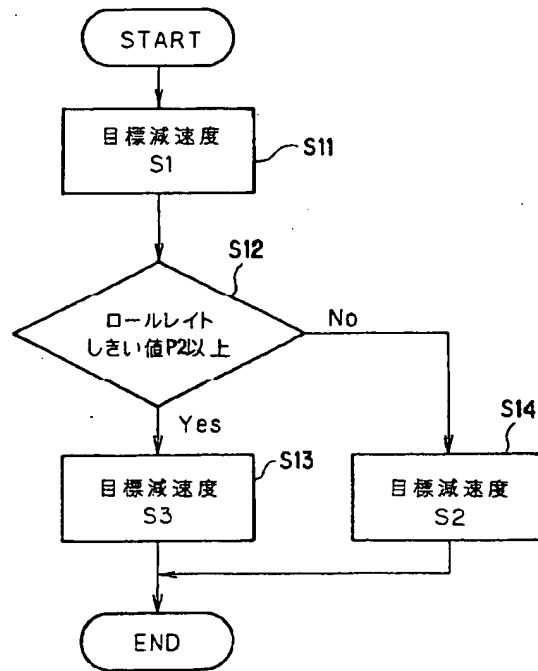 START
目標減速度
S1
S11
S12
ロールレイト
しきい値P2以上
No
Yes
S13
目標減速度
S3
S14
目標減速度
S2
END